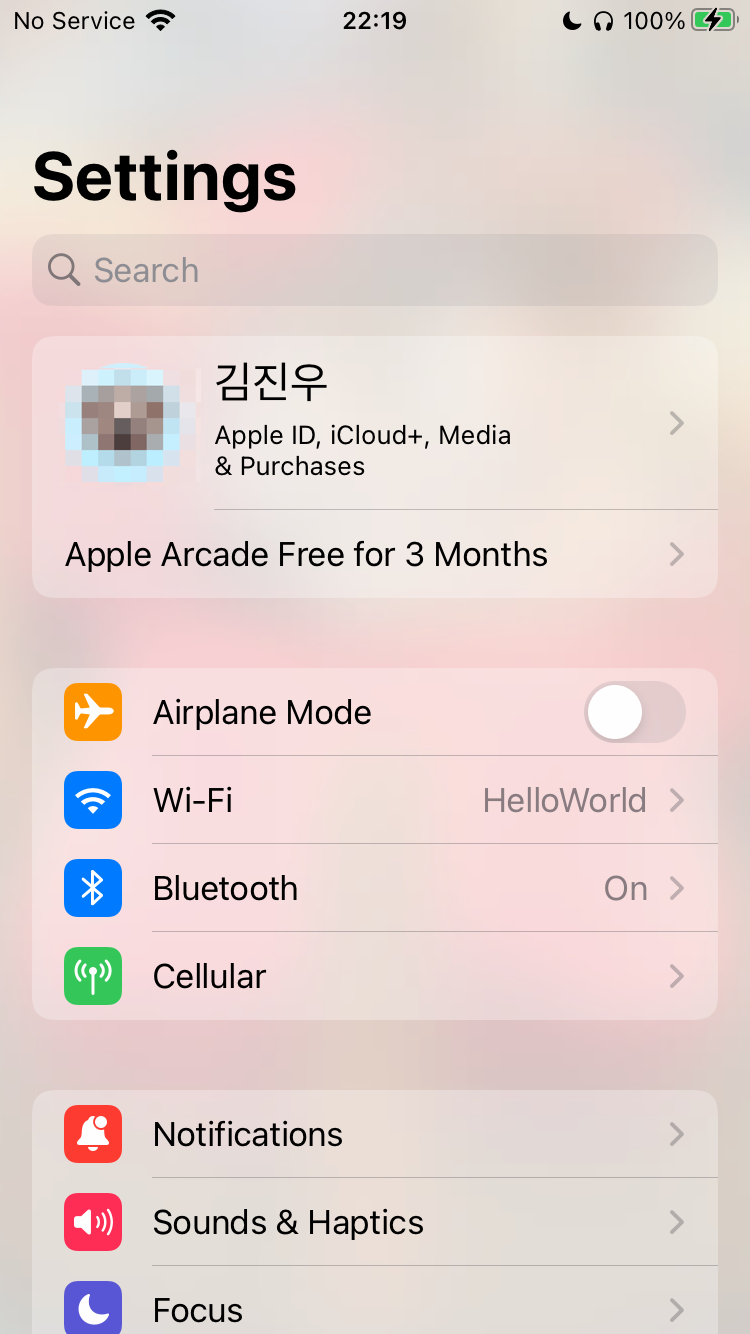 No Service 22:19 100%
Settings
Search
김진우
Apple ID, iCloud+, Media
& Purchases
Apple Arcade Free for 3 Months
Airplane Mode
Wi-Fi HelloWorld
Bluetooth On
Cellular
Notifications
Sounds & Haptics
Focus